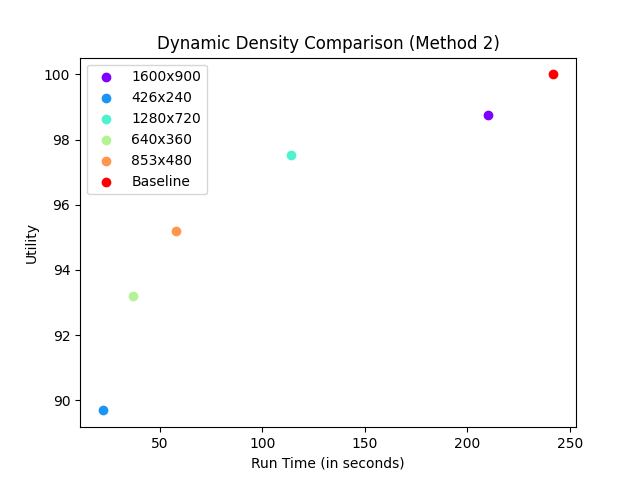 Dynamic Density Comparison (Method 2)
1600x900
426x240
1280x720
640x360
853x480
Baseline
Utility
100
98
96
94
92
90
50
100
150
200
250
Run Time (in seconds)